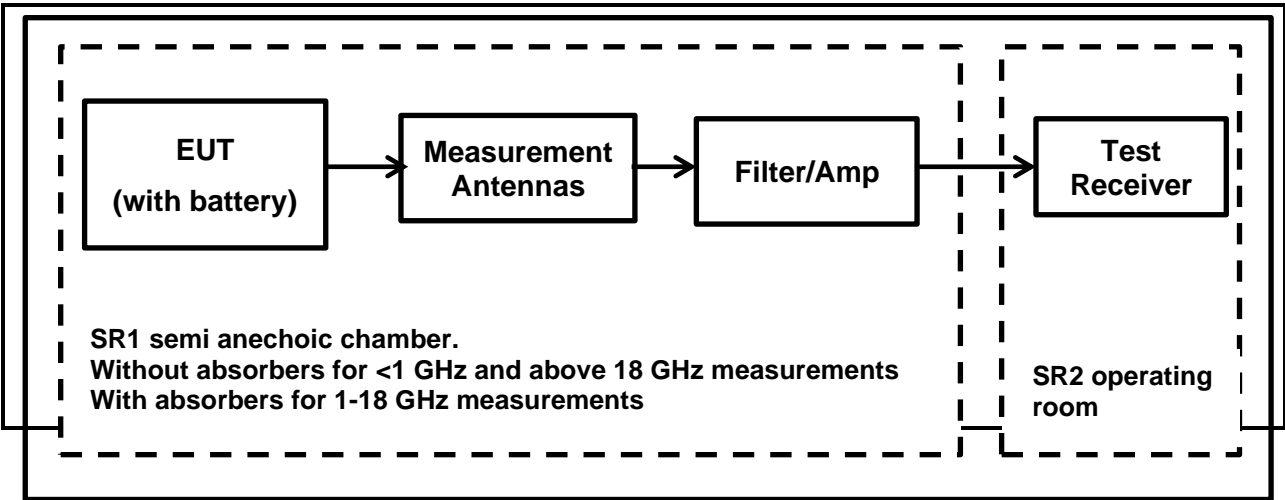 EUT
(with battery)
Measurement
Antennas
Filter/Amp
Test
Receiver
SR1 semi anechoic chamber.
Without absorbers for <1 GHz and above 18 GHz measurements
With absorbers for 1-18 GHz measurements
SR2 operating
room